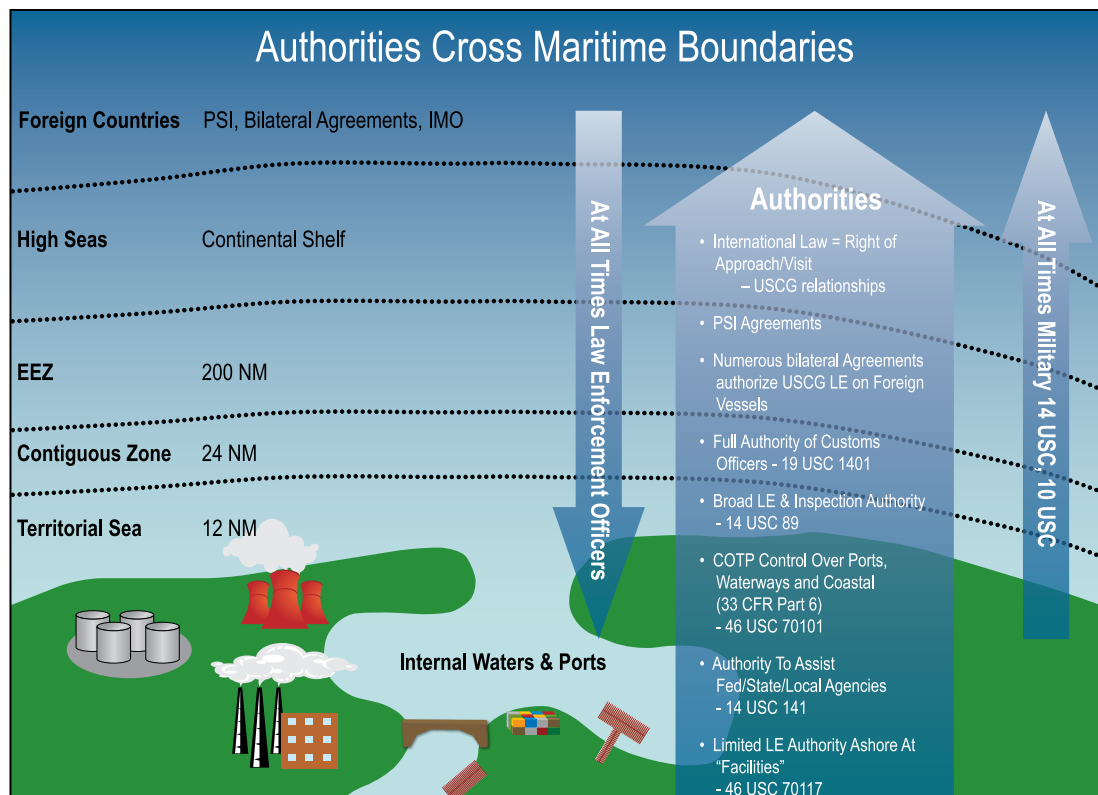 Authorities Cross Maritime Boundaries
Foreign Countries PSI, Bilateral Agreements, IMO
High Seas Continental Shelf
EEZ 200 NM
Contiguous Zone 24 NM
Territorial Sea 12 NM
Internal Waters & Ports
At All Times Law Enforcement Officers
Authorities
• International Law = Right of
Approach/Visit
– USCG relationships
• PSI Agreements
• Numerous bilateral Agreements
authorize USCG LE on Foreign
Vessels
• Full Authority of Customs
Officers - 19 USC 1401
• Broad LE & Inspection Authority
- 14 USC 89
• COTP Control Over Ports,
Waterways and Coastal
(33 CFR Part 6)
- 46 USC 70101
• Authority To Assist
Fed/State/Local Agencies
- 14 USC 141
• Limited LE Authority Ashore At
“Facilities”
- 46 USC 70117
At All Times Military 14 USC, 10 USC